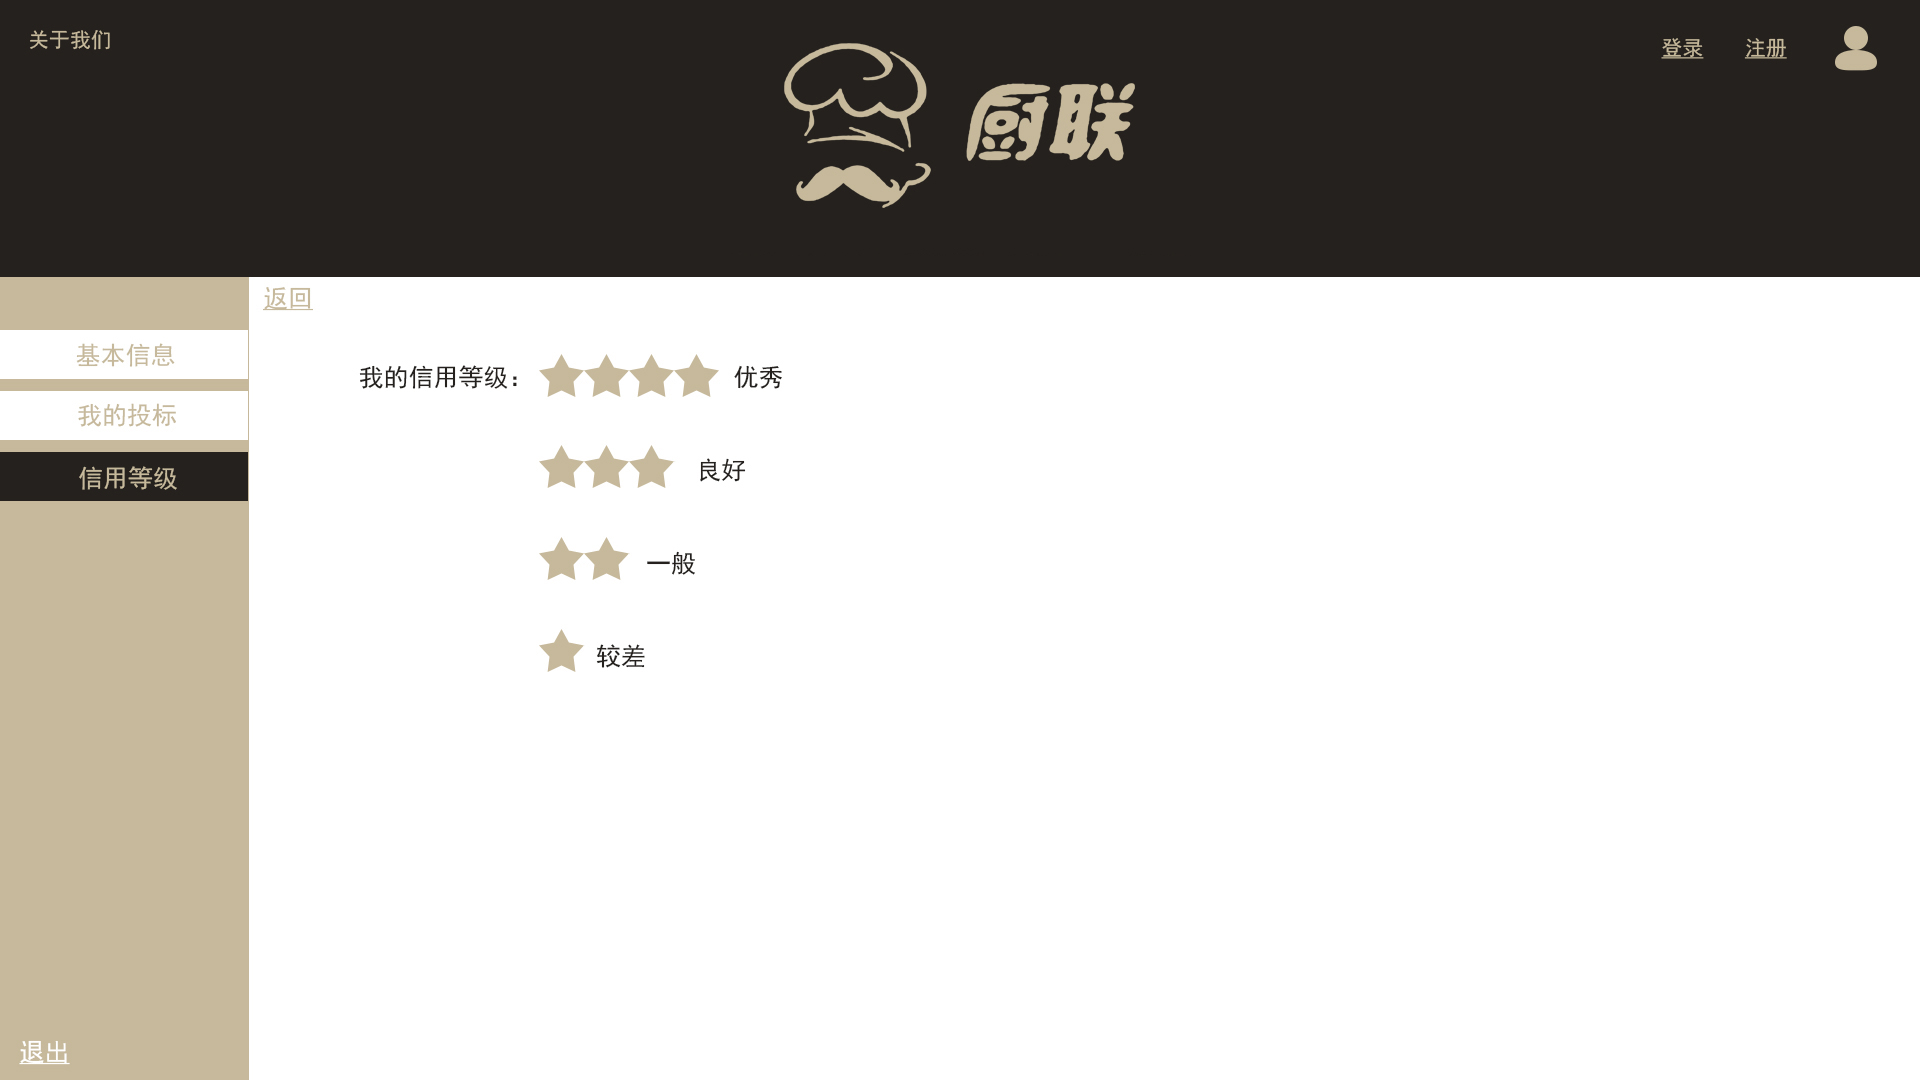 关于我们
登录
注册
厨联
返回
基本信息
我的投标
信用等级
我的信用等级：
优秀
良好
一般
较差
退出